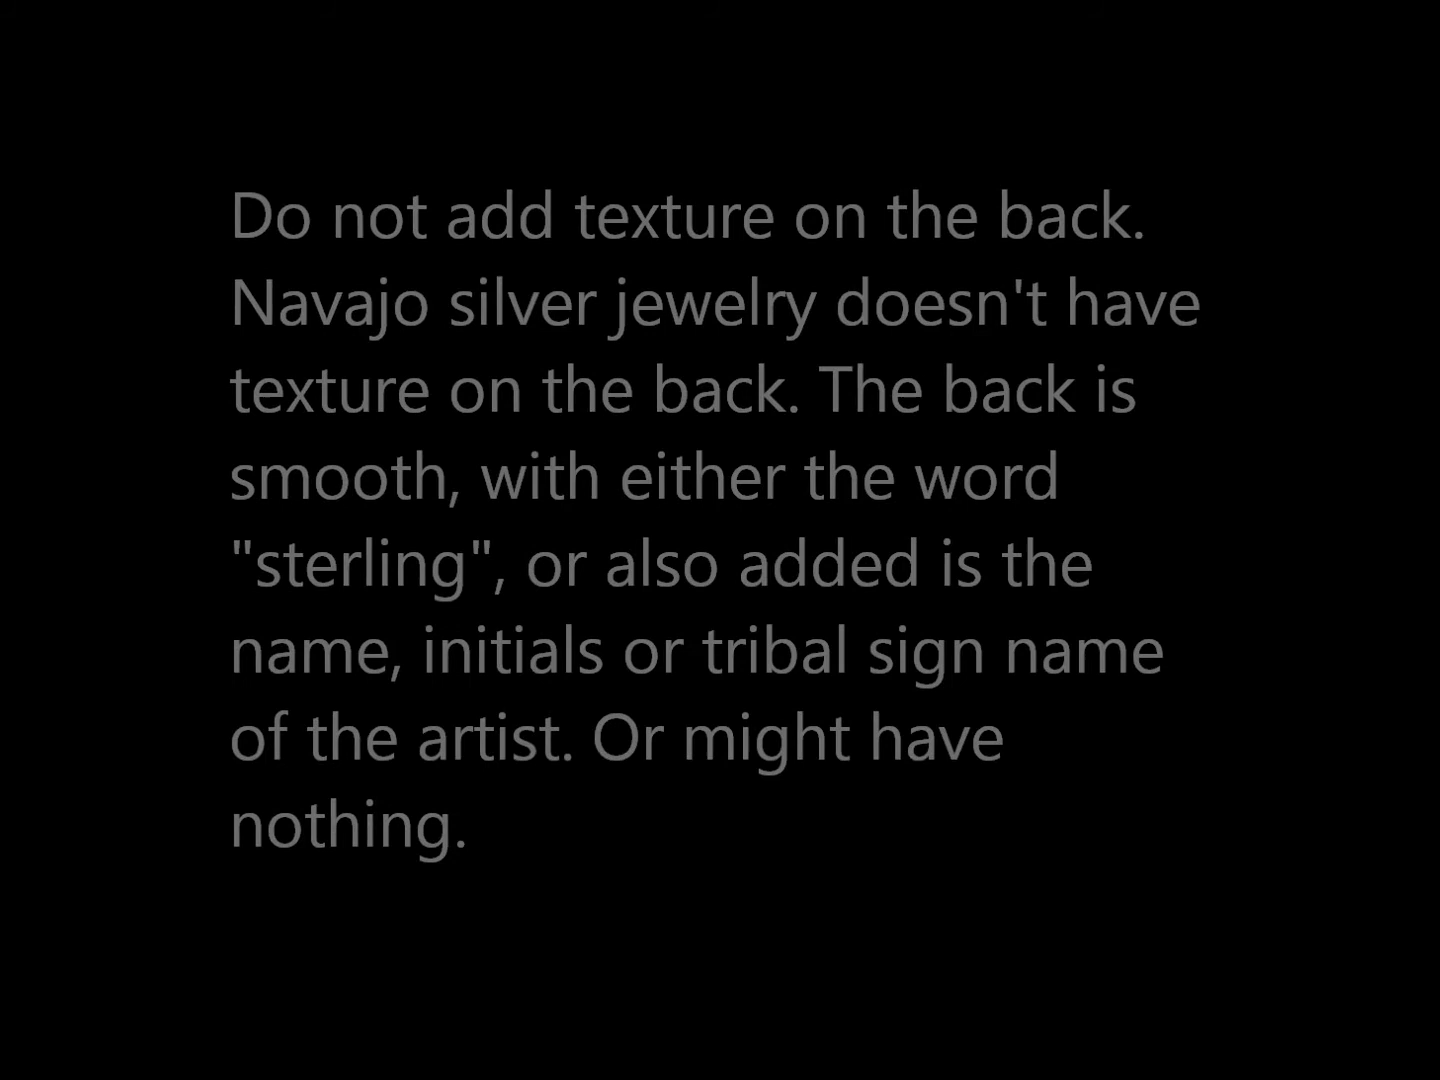 Do not add texture on the back.
Navajo silver jewelry doesn't have
texture on the back. The back is
smooth, with either the word
"sterling", or also added is the
name, initials or tribal sign name
of the artist. Or might have
nothing.